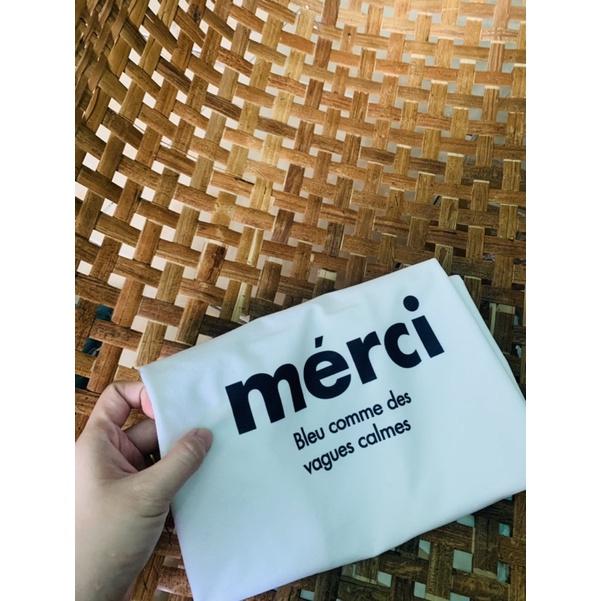 mérci
Bleu comme des
vagues calmes